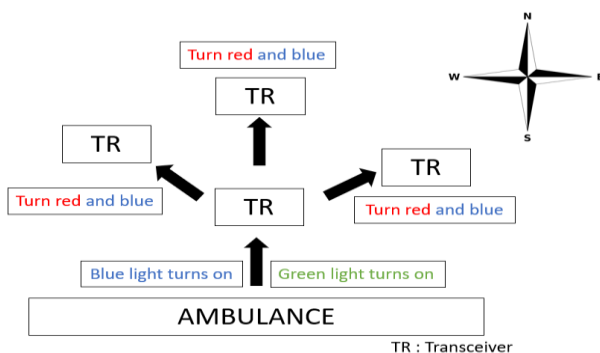 N
W
E
S
Turn red and blue
TR
TR
TR
Turn red and blue
TR
Turn red and blue
Blue light turns on
Green light turns on
AMBULANCE
TR : Transceiver